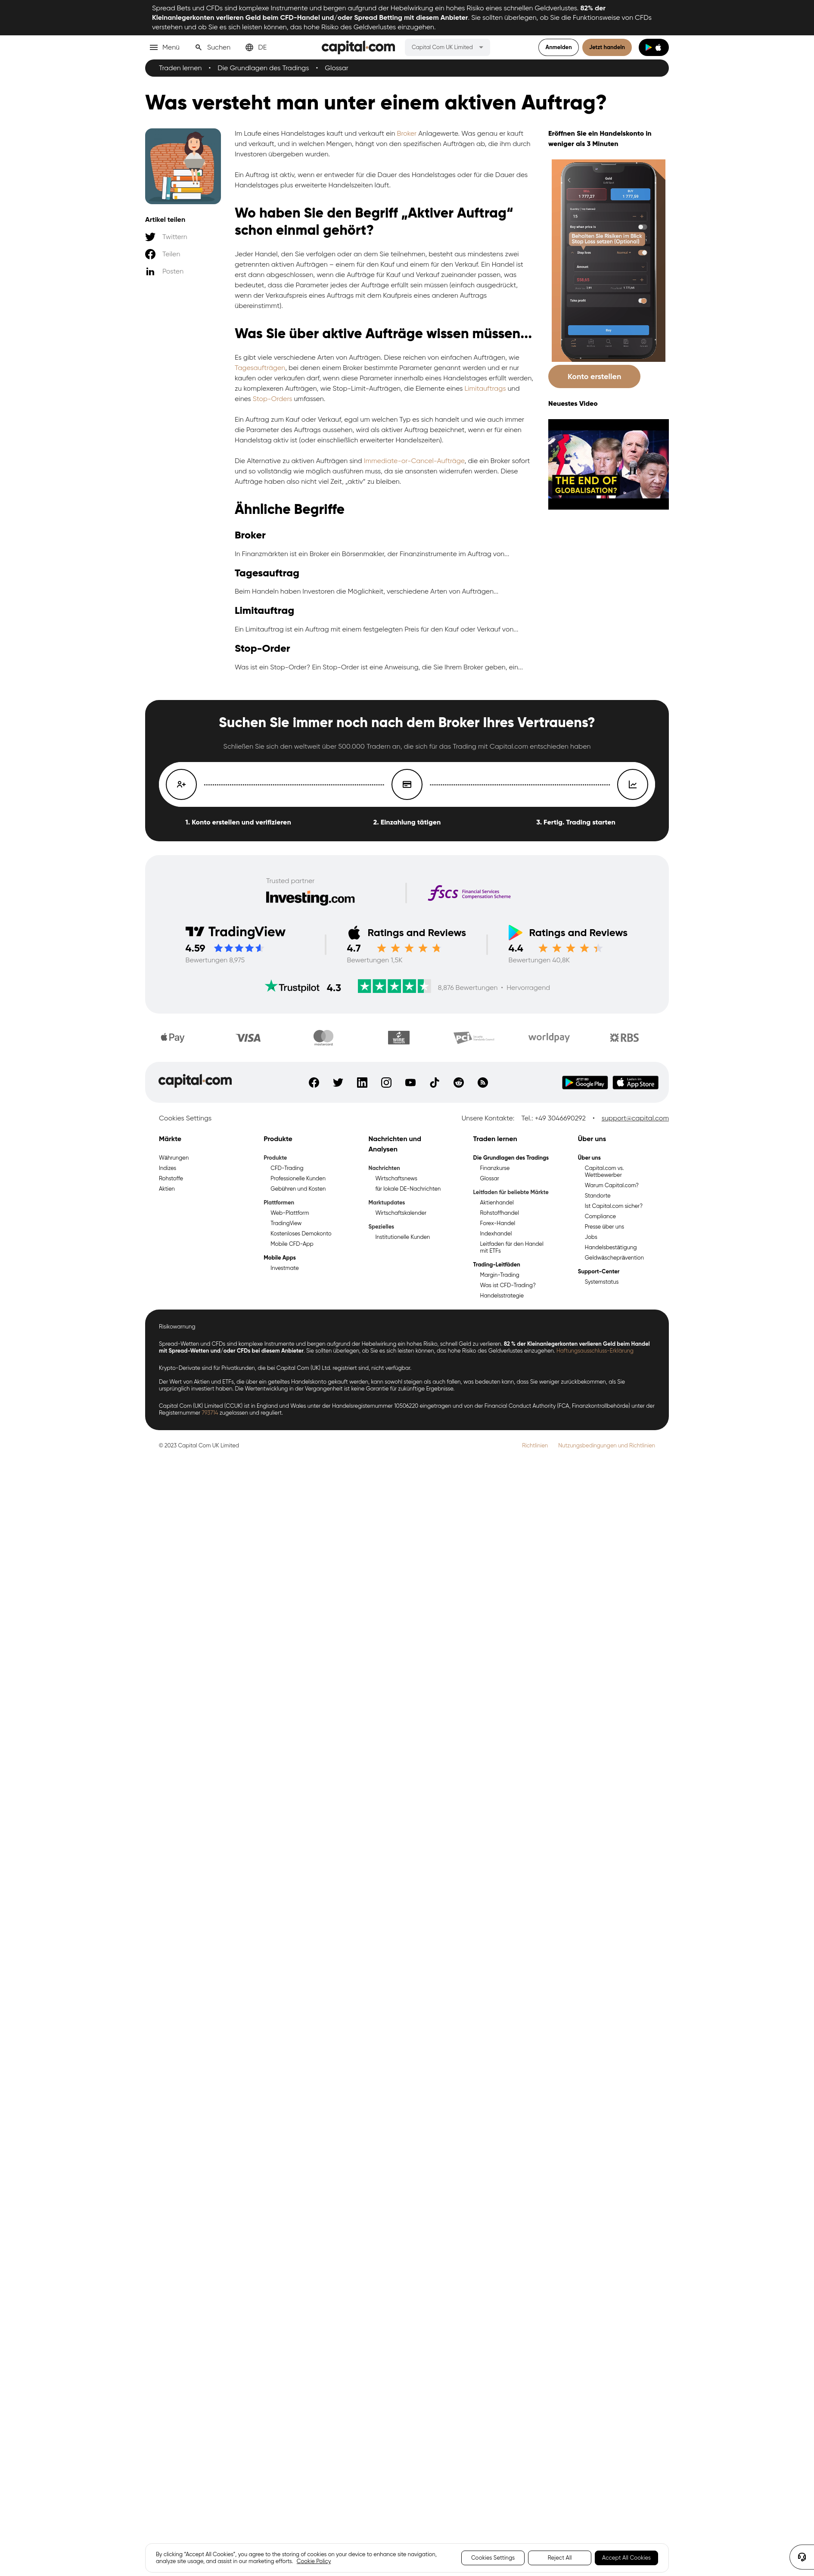 Spread Bets und CFDs sind komplexe Instrumente und bergen aufgrund der Hebelwirkung ein hohes Risiko eines schnellen Geldverlustes. 82% der
Kleinanlegerkonten verlieren Geld beim CFD-Handel und/oder Spread Betting mit diesem Anbieter. Sie sollten überlegen, ob Sie die Funktionsweise von CFDs
verstehen und ob Sie es sich leisten können, das hohe Risiko des Geldverlustes einzugehen.
Menü Suchen DE capital.com Capital Com UK Limited Anmelden Jetzt handeln
Traden lernen • Die Grundlagen des Tradings • Glossar
Was versteht man unter einem aktiven Auftrag?
Artikel teilen
Twittern
Teilen
Posten
Im Laufe eines Handelstages kauft und verkauft ein Broker Anlagewerte. Was genau er kauft
und verkauft, und in welchen Mengen, hängt von den spezifischen Aufträgen ab, die ihm durch
Investoren übergeben wurden.
Ein Auftrag ist aktiv, wenn er entweder für die Dauer des Handelstages oder für die Dauer des
Handelstages plus erweiterte Handelszeiten läuft.
Wo haben Sie den Begriff „Aktiver Auftrag“
schon einmal gehört?
Jeder Handel, den Sie verfolgen oder an dem Sie teilnehmen, besteht aus mindestens zwei
getrennten aktiven Aufträgen – einem für den Kauf und einem für den Verkauf. Ein Handel ist
erst dann abgeschlossen, wenn die Aufträge für Kauf und Verkauf zueinander passen, was
bedeutet, dass die Parameter jedes der Aufträge erfüllt sein müssen (einfach ausgedrückt,
wenn der Verkaufspreis eines Auftrags mit dem Kaufpreis eines anderen Auftrags
übereinstimmt).
Was Sie über aktive Aufträge wissen müssen...
Es gibt viele verschiedene Arten von Aufträgen. Diese reichen von einfachen Aufträgen, wie
Tagesaufträgen, bei denen einem Broker bestimmte Parameter genannt werden und er nur
kaufen oder verkaufen darf, wenn diese Parameter innerhalb eines Handelstages erfüllt werden,
zu komplexeren Aufträgen, wie Stop-Limit-Aufträgen, die Elemente eines Limitauftrags und
eines Stop-Orders umfassen.
Ein Auftrag zum Kauf oder Verkauf, egal um welchen Typ es sich handelt und wie auch immer
die Parameter des Auftrags aussehen, wird als aktiver Auftrag bezeichnet, wenn er für einen
Handelstag aktiv ist (oder einschließlich erweiterter Handelszeiten).
Die Alternative zu aktiven Aufträgen sind Immediate-or-Cancel-Aufträge, die ein Broker sofort
und so vollständig wie möglich ausführen muss, da sie ansonsten widerrufen werden. Diese
Aufträge haben also nicht viel Zeit, „aktiv“ zu bleiben.
Ähnliche Begriffe
Broker
In Finanzmärkten ist ein Broker ein Börsenmakler, der Finanzinstrumente im Auftrag von...
Tagesauftrag
Beim Handeln haben Investoren die Möglichkeit, verschiedene Arten von Aufträgen...
Limitauftrag
Ein Limitauftrag ist ein Auftrag mit einem festgelegten Preis für den Kauf oder Verkauf von...
Stop-Order
Was ist ein Stop-Order? Ein Stop-Order ist eine Anweisung, die Sie Ihrem Broker geben, ein...
Eröffnen Sie ein Handelskonto in
weniger als 3 Minuten
Gold
1 777,27 1 777,59
Behalten Sie Risiken im Blick
Stop Loss setzen (Optional)
Stop loss
Amount
Take profit
Buy
Konto erstellen
Neuestes Video
THE END OF
GLOBALISATION?
Suchen Sie immer noch nach dem Broker Ihres Vertrauens?
Schließen Sie sich den weltweit über 500.000 Tradern an, die sich für das Trading mit Capital.com entschieden haben
1. Konto erstellen und verifizieren 2. Einzahlung tätigen 3. Fertig. Trading starten
Trusted partner
Investing.com
fscs Financial Services
Compensation Scheme
TradingView
4.59
Bewertungen 8,975
Ratings and Reviews
4.7
Bewertungen 1,5K
Ratings and Reviews
4.4
Bewertungen 40,8K
Trustpilot 4.3 8,876 Bewertungen • Hervorragend
Pay VISA mastercard PCI worldpay RBS
capital.com Google Play App Store
Cookies Settings Unsere Kontakte: Tel.: +49 3046690292 • support@capital.com
Märkte
Währungen
Indizes
Rohstoffe
Aktien
Produkte
Produkte
CFD-Trading
Professionelle Kunden
Gebühren und Kosten
Plattformen
Web-Plattform
TradingView
Kostenloses Demokonto
Mobile CFD-App
Mobile Apps
Investmate
Nachrichten und
Analysen
Nachrichten
Wirtschaftsnews
für lokale DE-Nachrichten
Marktupdates
Wirtschaftskalender
Spezielles
Institutionelle Kunden
Traden lernen
Die Grundlagen des Tradings
Finanzkurse
Glossar
Leitfaden für beliebte Märkte
Aktienhandel
Rohstoffhandel
Forex-Handel
Indexhandel
Leitfaden für den Handel
mit ETFs
Trading-Leitfäden
Margin-Trading
Was ist CFD-Trading?
Handelsstrategie
Über uns
Über uns
Capital.com vs.
Wettbewerber
Warum Capital.com?
Standorte
Ist Capital.com sicher?
Compliance
Presse über uns
Jobs
Handelsbestätigung
Geldwäscheprävention
Support-Center
Systemstatus
Risikowarnung
Spread-Wetten und CFDs sind komplexe Instrumente und bergen aufgrund der Hebelwirkung ein hohes Risiko, schnell Geld zu verlieren. 82 % der Kleinanlegerkonten verlieren Geld beim Handel
mit Spread-Wetten und/oder CFDs bei diesem Anbieter. Sie sollten überlegen, ob Sie es sich leisten können, das hohe Risiko des Geldverlustes einzugehen. Haftungsausschluss-Erklärung
Krypto-Derivate sind für Privatkunden, die bei Capital Com (UK) Ltd. registriert sind, nicht verfügbar.
Der Wert von Aktien und ETFs, die über ein geteiltes Handelskonto gekauft werden, kann sowohl steigen als auch fallen, was bedeuten kann, dass Sie weniger zurückbekommen, als Sie
ursprünglich investiert haben. Die Wertentwicklung in der Vergangenheit ist keine Garantie für zukünftige Ergebnisse.
Capital Com (UK) Limited (CCUK) ist in England und Wales unter der Handelsregisternummer 10506220 eingetragen und von der Financial Conduct Authority (FCA, Finanzkontrollbehörde) unter der
Registernummer 793714 zugelassen und reguliert.
© 2023 Capital Com UK Limited Richtlinien Nutzungsbedingungen und Richtlinien
By clicking “Accept All Cookies”, you agree to the storing of cookies on your device to enhance site navigation,
analyze site usage, and assist in our marketing efforts. Cookie Policy
Cookies Settings Reject All Accept All Cookies